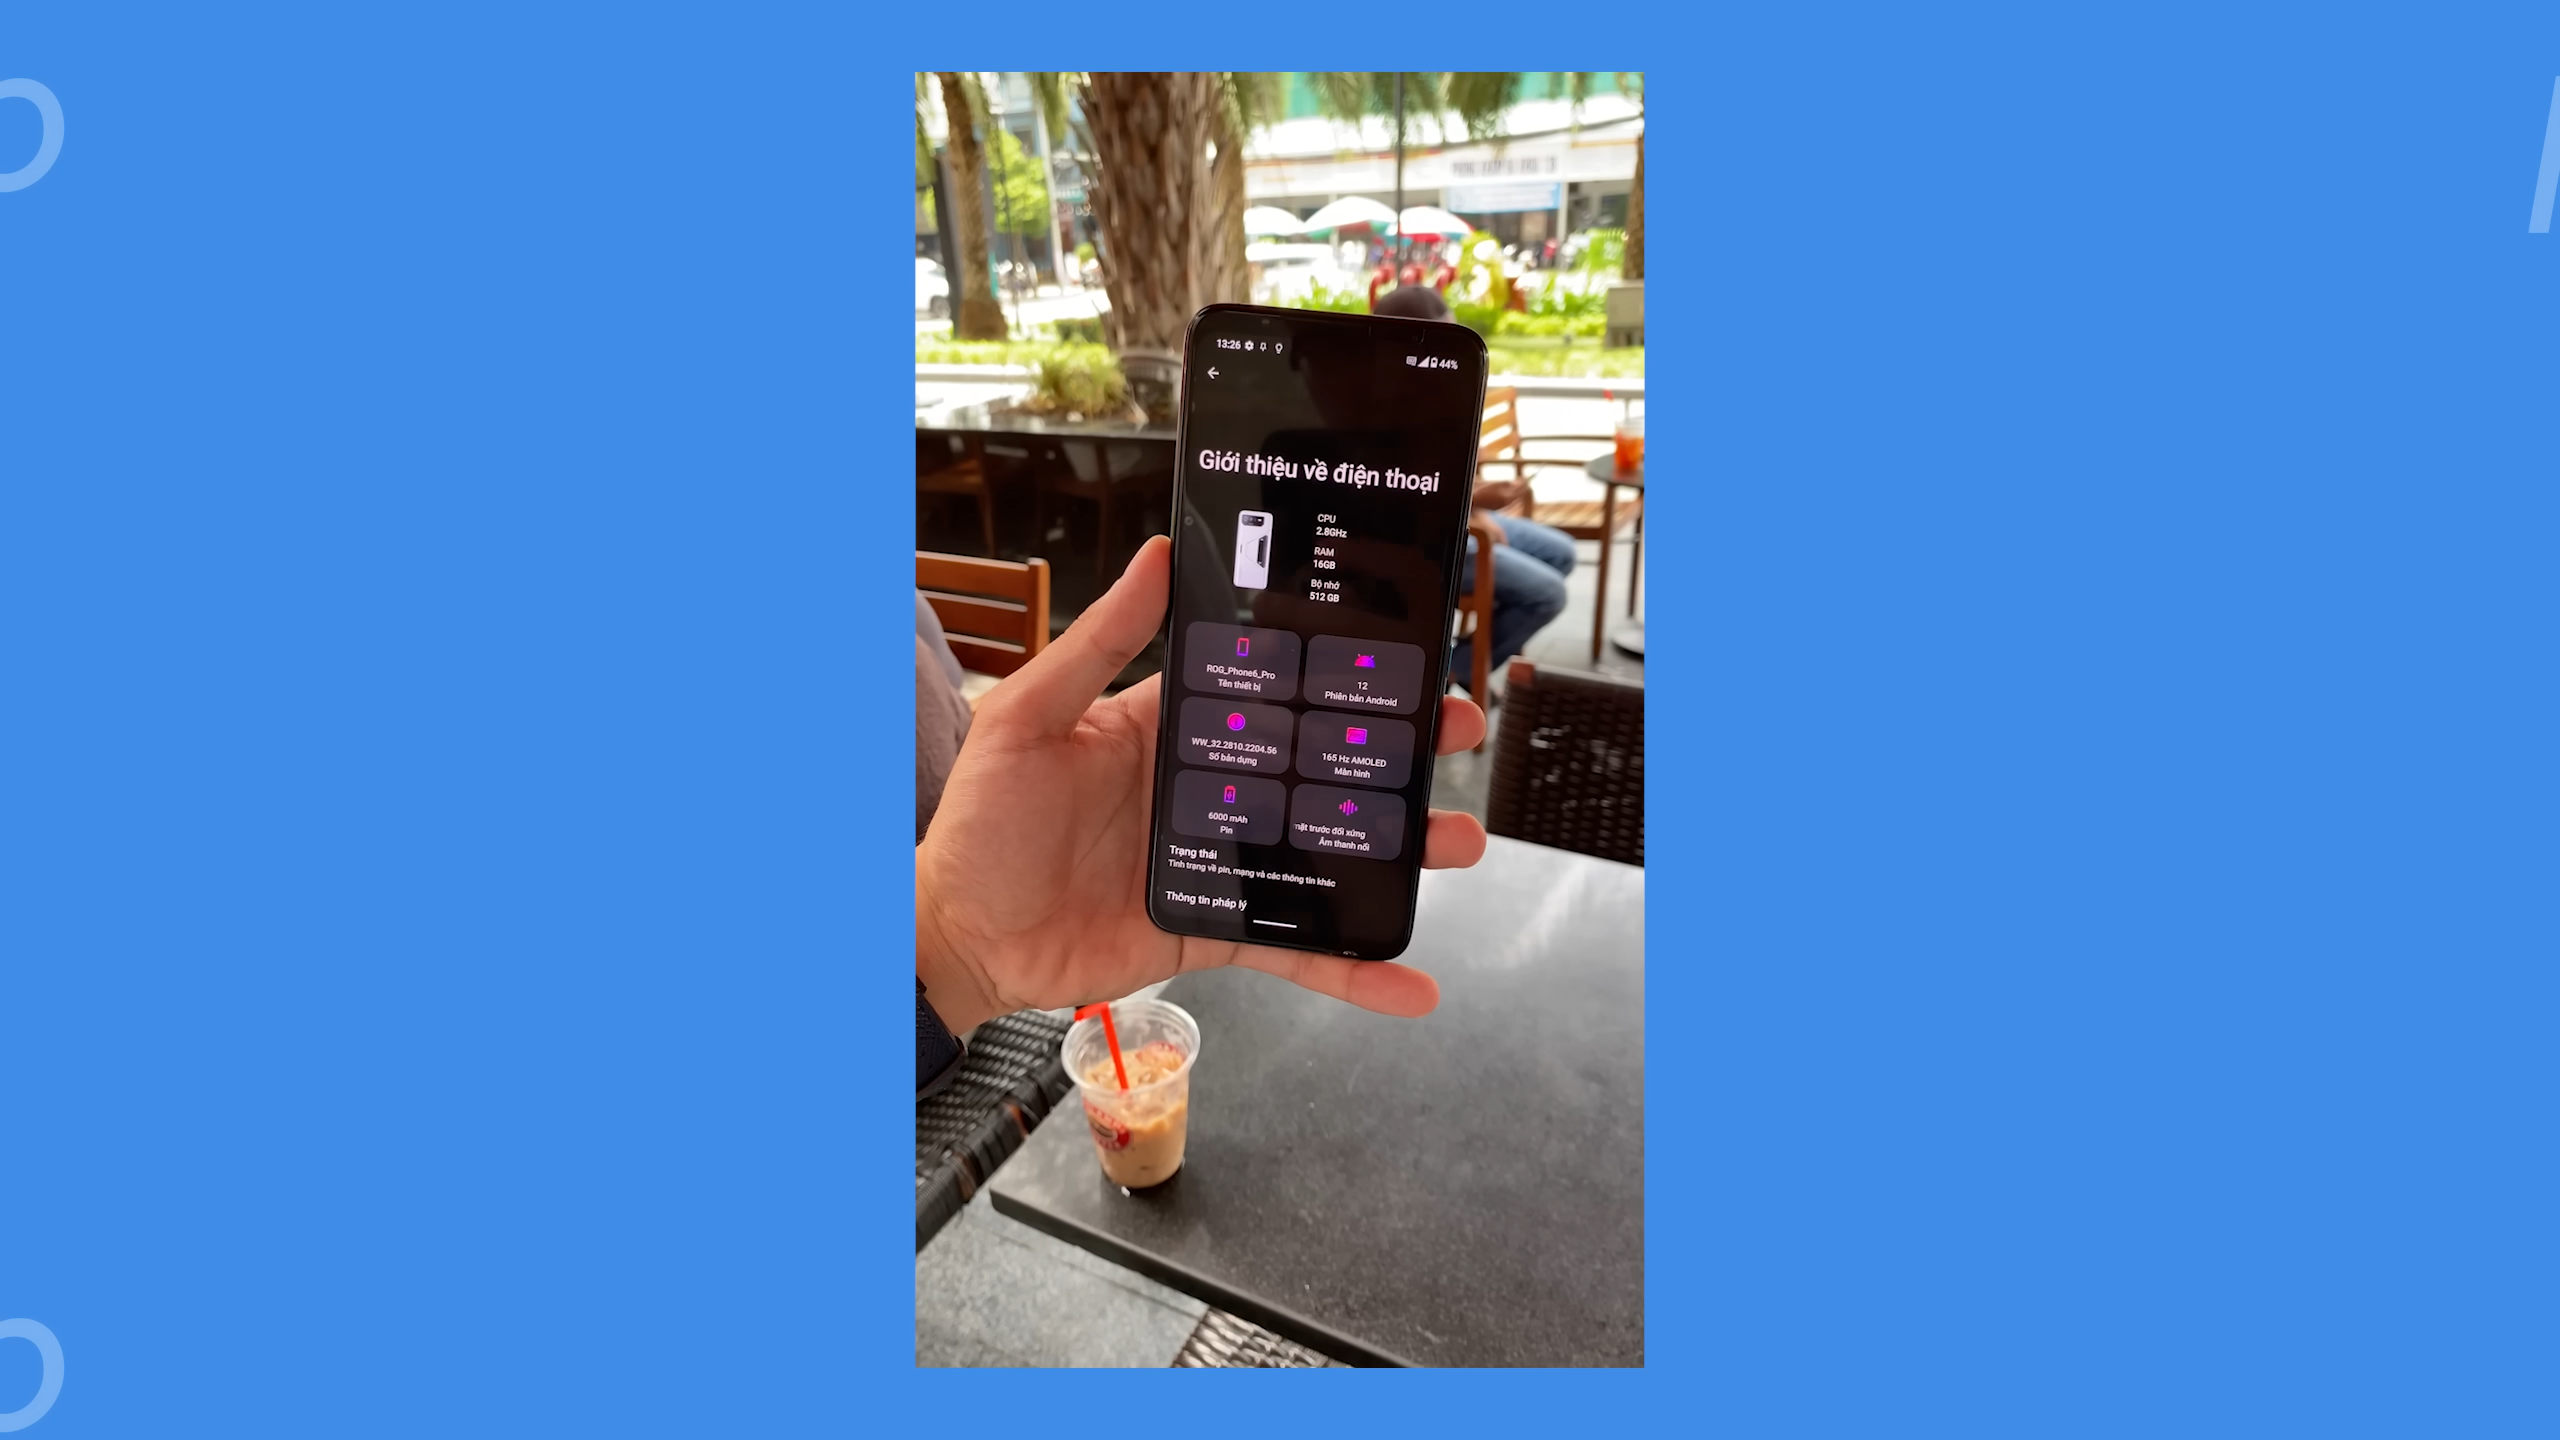 13:26
44%
Giới thiệu về điện thoại
CPU
2.8GHz
RAM
16GB
Bộ nhớ
512 GB
ROG_Phone6_Pro
Tên thiết bị
12
Phiên bản Android
WW_32.2810.2204.56
Số bản dựng
165 Hz AMOLED
Màn hình
6000 mAh
Pin
mặt trước đối xứng
Âm thanh nổi
Trạng thái
Tình trạng về pin, mạng và các thông tin khác
Thông tin pháp lý